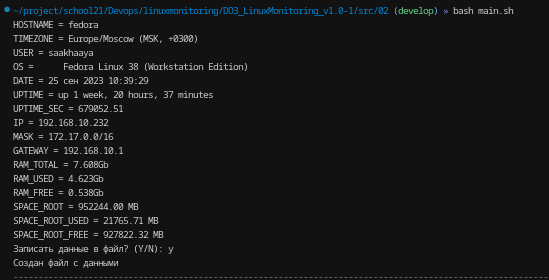 ~/project/school21/Devops/linuxmonitoring/DO3_LinuxMonitoring_v1.0-1/src/02 (develop) » bash main.sh
HOSTNAME = fedora
TIMEZONE = Europe/Moscow (MSK, +0300)
USER = saakhaaya
OS =      Fedora Linux 38 (Workstation Edition)
DATE = 25 сен 2023 10:39:29
UPTIME = up 1 week, 20 hours, 37 minutes
UPTIME_SEC = 679052.51
IP = 192.168.10.232
MASK = 172.17.0.0/16
GATEWAY = 192.168.10.1
RAM_TOTAL = 7.608Gb
RAM_USED = 4.623Gb
RAM_FREE = 0.538Gb
SPACE_ROOT = 952244.00 MB
SPACE_ROOT_USED = 21765.71 MB
SPACE_ROOT_FREE = 927822.32 MB
Записать данные в файл? (Y/N): y
Создан файл с данными